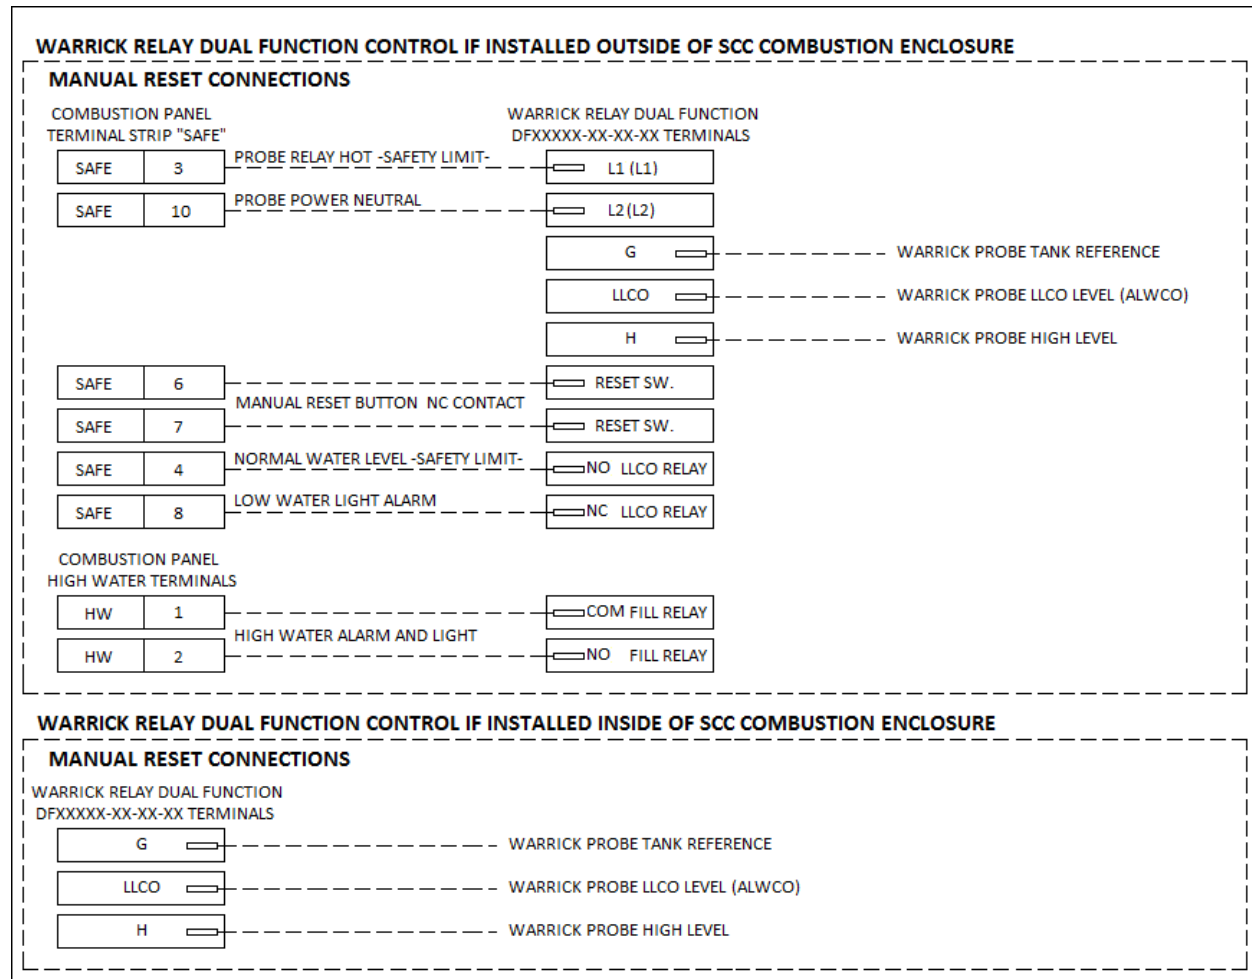 WARRICK RELAY DUAL FUNCTION CONTROL IF INSTALLED OUTSIDE OF SCC COMBUSTION ENCLOSURE
MANUAL RESET CONNECTIONS
COMBUSTION PANEL
TERMINAL STRIP "SAFE"
WARRICK RELAY DUAL FUNCTION
DFXXXXX-XX-XX-XX TERMINALS
SAFE 3 PROBE RELAY HOT -SAFETY LIMIT- L1 (L1)
SAFE 10 PROBE POWER NEUTRAL L2(L2)
G WARRICK PROBE TANK REFERENCE
LLCO WARRICK PROBE LLCO LEVEL (ALWCO)
H WARRICK PROBE HIGH LEVEL
SAFE 6 RESET SW.
MANUAL RESET BUTTON NC CONTACT
SAFE 7 RESET SW.
SAFE 4 NORMAL WATER LEVEL -SAFETY LIMIT- NO LLCO RELAY
SAFE 8 LOW WATER LIGHT ALARM NC LLCO RELAY
COMBUSTION PANEL
HIGH WATER TERMINALS
HW 1 COM FILL RELAY
HIGH WATER ALARM AND LIGHT
HW 2 NO FILL RELAY
WARRICK RELAY DUAL FUNCTION CONTROL IF INSTALLED INSIDE OF SCC COMBUSTION ENCLOSURE
MANUAL RESET CONNECTIONS
WARRICK RELAY DUAL FUNCTION
DFXXXXX-XX-XX-XX TERMINALS
G WARRICK PROBE TANK REFERENCE
LLCO WARRICK PROBE LLCO LEVEL (ALWCO)
H WARRICK PROBE HIGH LEVEL